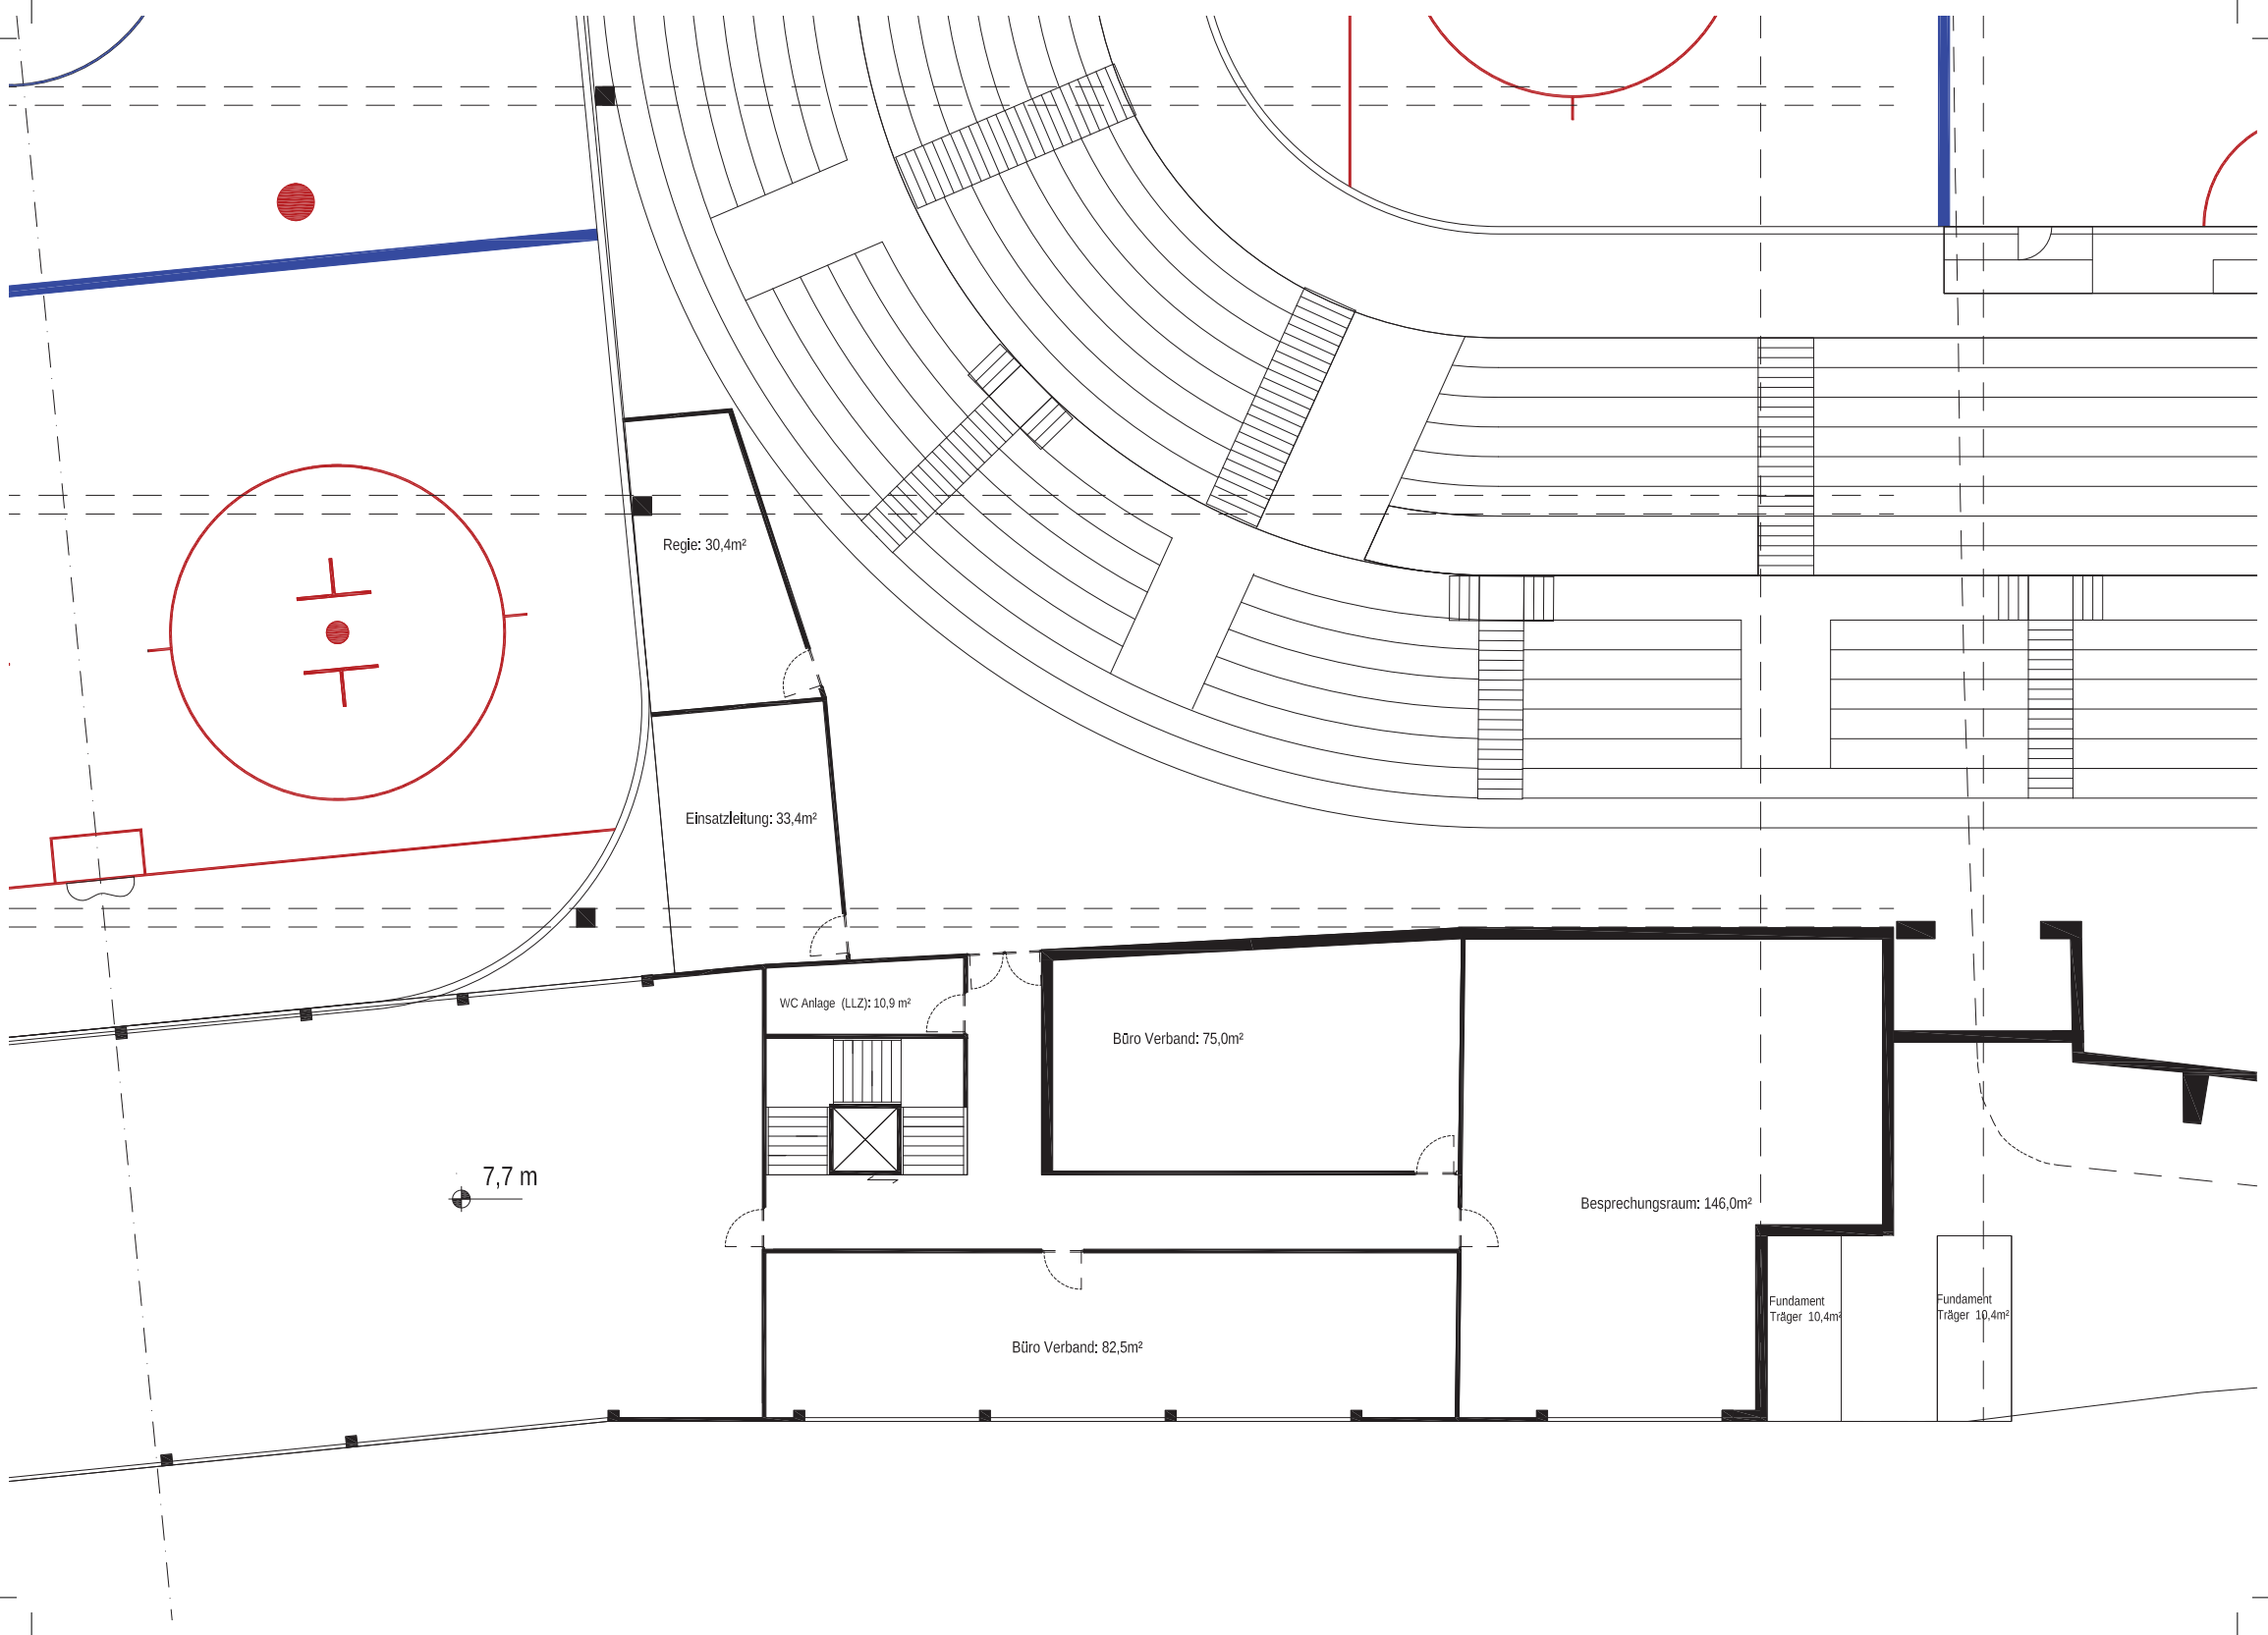 Regie: 30,4m²
Einsatzleitung: 33,4m²
WC Anlage (LLZ): 10,9 m²
Büro Verband: 75,0m²
7,7 m
Besprechungsraum: 146,0m²
Fundament
Träger 10,4m²
Fundament
Träger 10,4m²
Büro Verband: 82,5m²